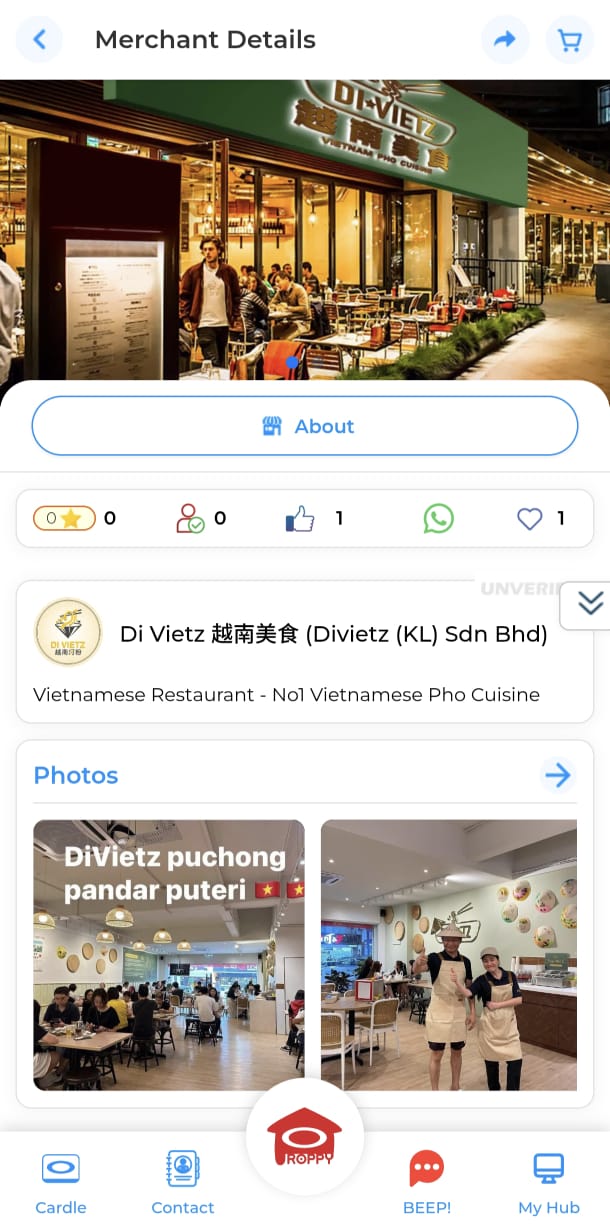 Merchant Details
DI★VIETZ
越南美食
VIETNAM PHO CUISINE
About
0 0
0
1
1
Di Vietz 越南美食 (Divietz (KL) Sdn Bhd)
DI VIETZ
越南河粉
Vietnamese Restaurant - No1 Vietnamese Pho Cuisine
Photos
DiVietz puchong
pandar puteri 🇻🇳 🇻🇳
PROPPY
Cardle
Contact
BEEP!
My Hub